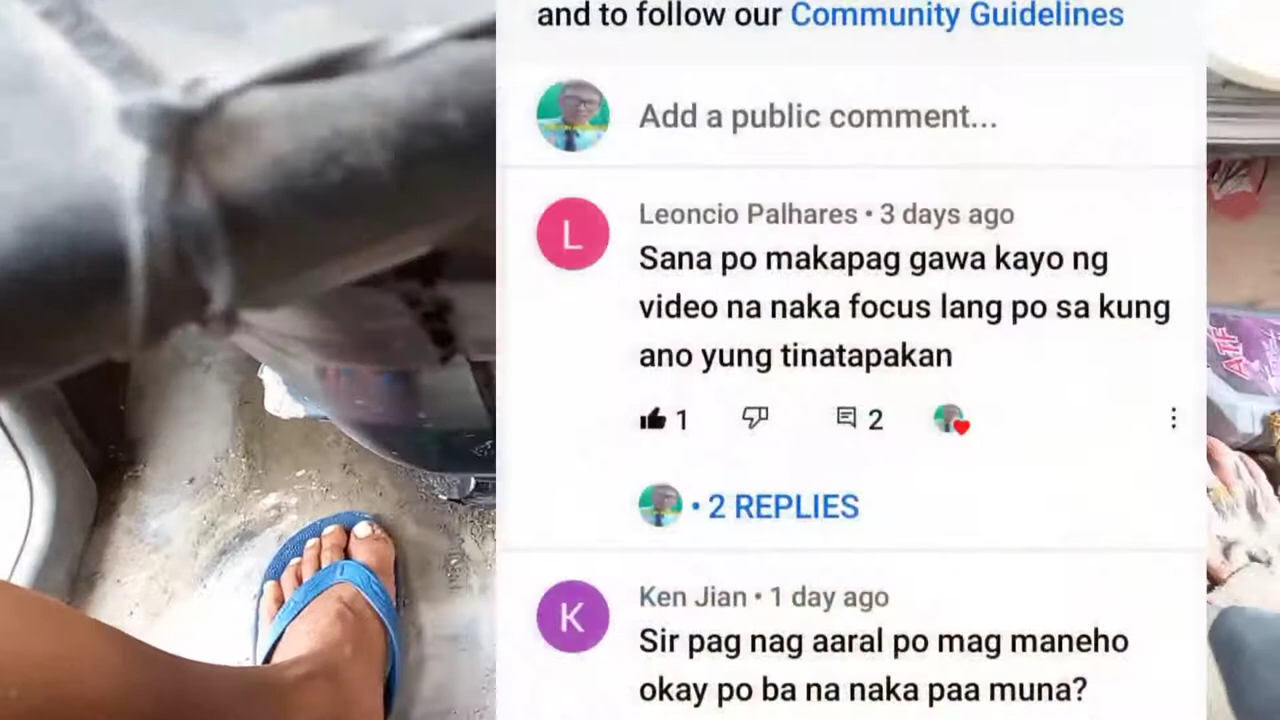 and to follow our Community Guidelines
Add a public comment...
Leoncio Palhares • 3 days ago
Sana po makapag gawa kayo ng
video na naka focus lang po sa kung
ano yung tinatapakan
1
2
• 2 REPLIES
Ken Jian • 1 day ago
Sir pag nag aaral po mag maneho
okay po ba na naka paa muna?
L
K
ATF